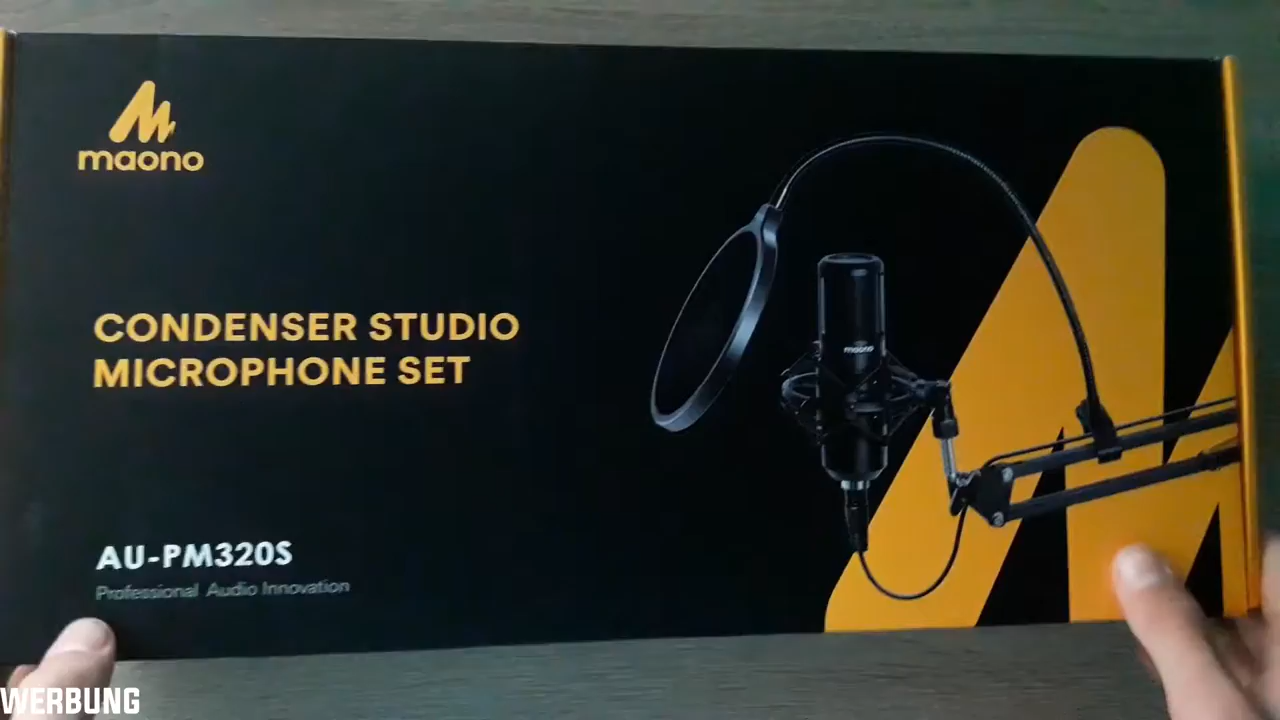 maono
CONDENSER STUDIO
MICROPHONE SET
maono
AU-PM320S
Professional Audio Innovation
WERBUNG